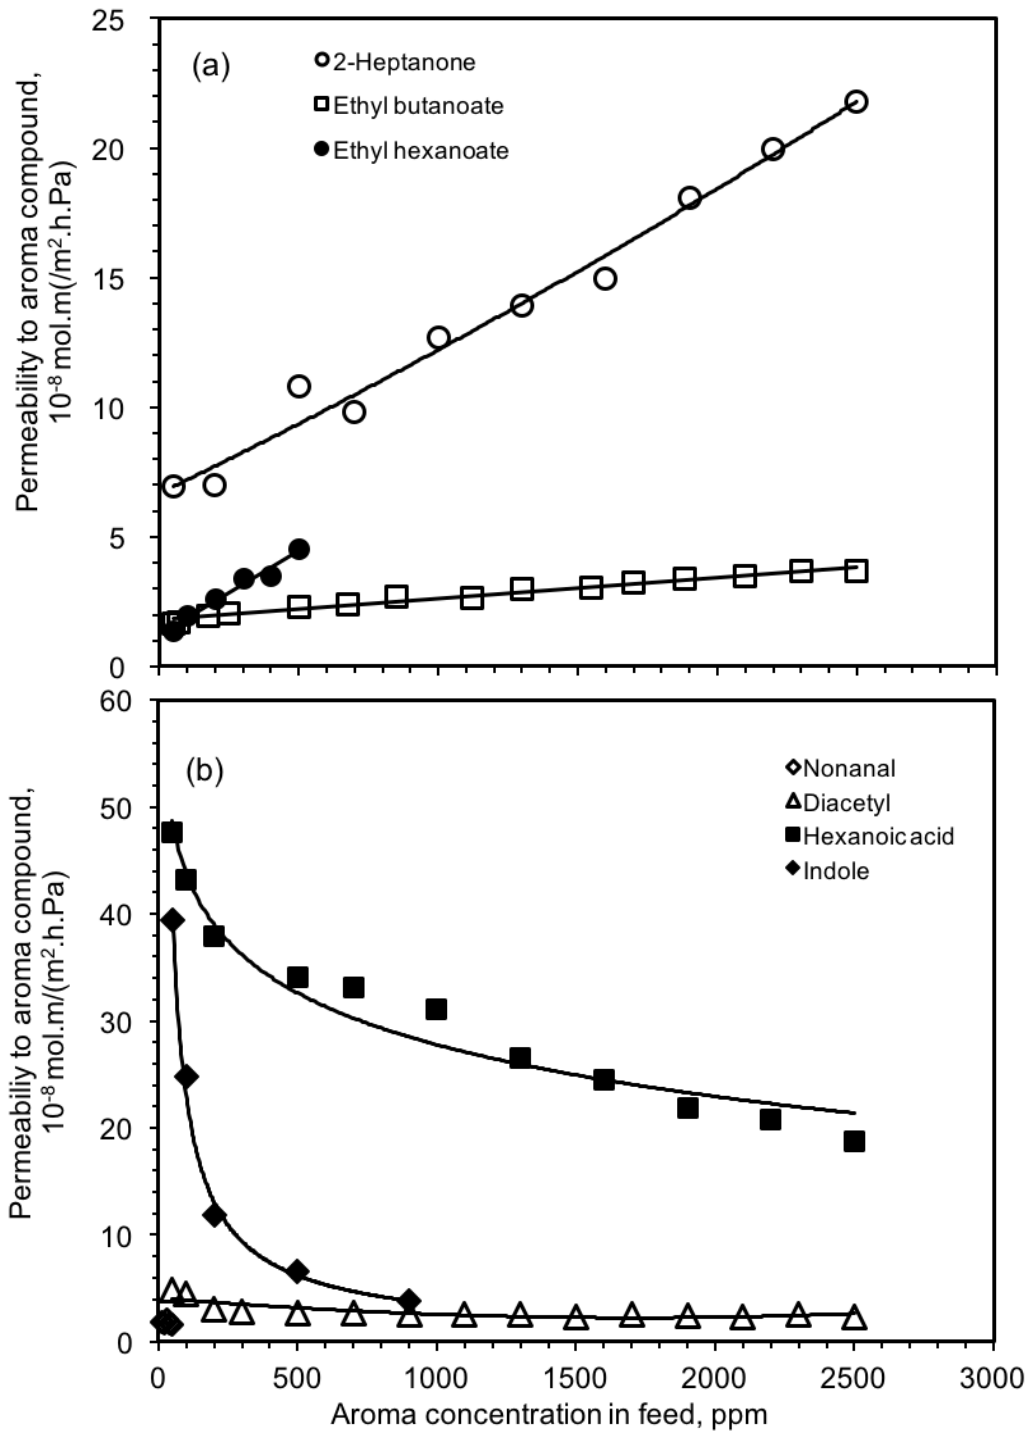 25
20
15
10
5
0
Permeability to aroma compound,
10⁻⁸ mol.m(/m².h.Pa)
(a)
2-Heptanone
Ethyl butanoate
Ethyl hexanoate
60
50
40
30
20
10
0
Permeabiliy to aroma compound,
10⁻⁸ mol.m/(m².h.Pa)
(b)
Nonanal
Diacetyl
Hexanoic acid
Indole
0 500 1000 1500 2000 2500 3000
Aroma concentration in feed, ppm